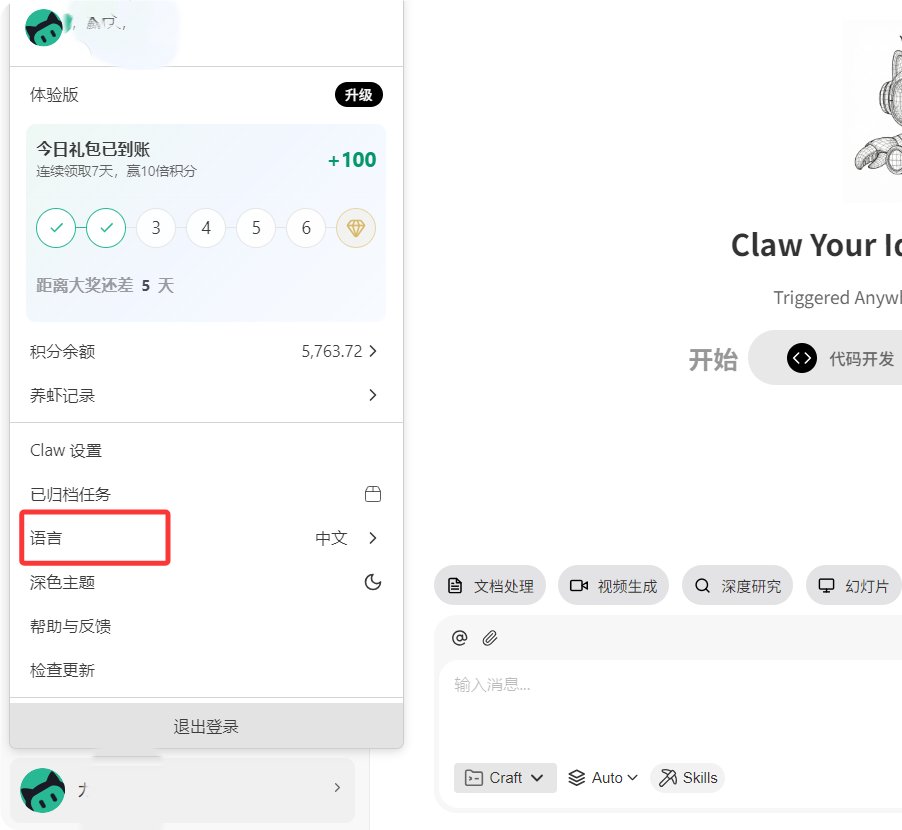 体验版
升级
今日礼包已到账
连续领取7天，赢10倍积分
+100
3
4
5
6
距离大奖还差 5 天
积分余额
5,763.72
养虾记录
Claw 设置
已归档任务
语言
中文
深色主题
帮助与反馈
检查更新
退出登录
Claw Your
Triggered
开始
代码开发
文档处理
视频生成
深度研究
幻灯片
@
输入消息...
Craft
Auto
Skills